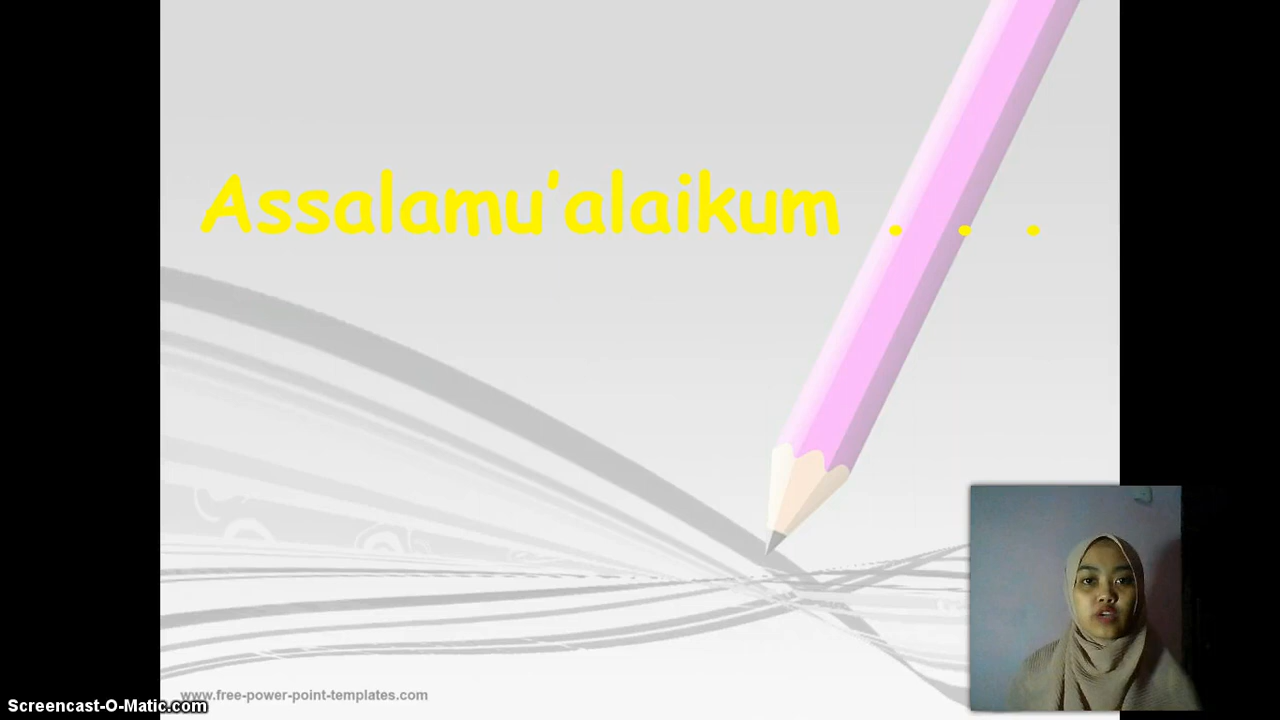 Assalamu’alaikum . . .
www.free-power-point-templates.com
Screencast-O-Matic.com